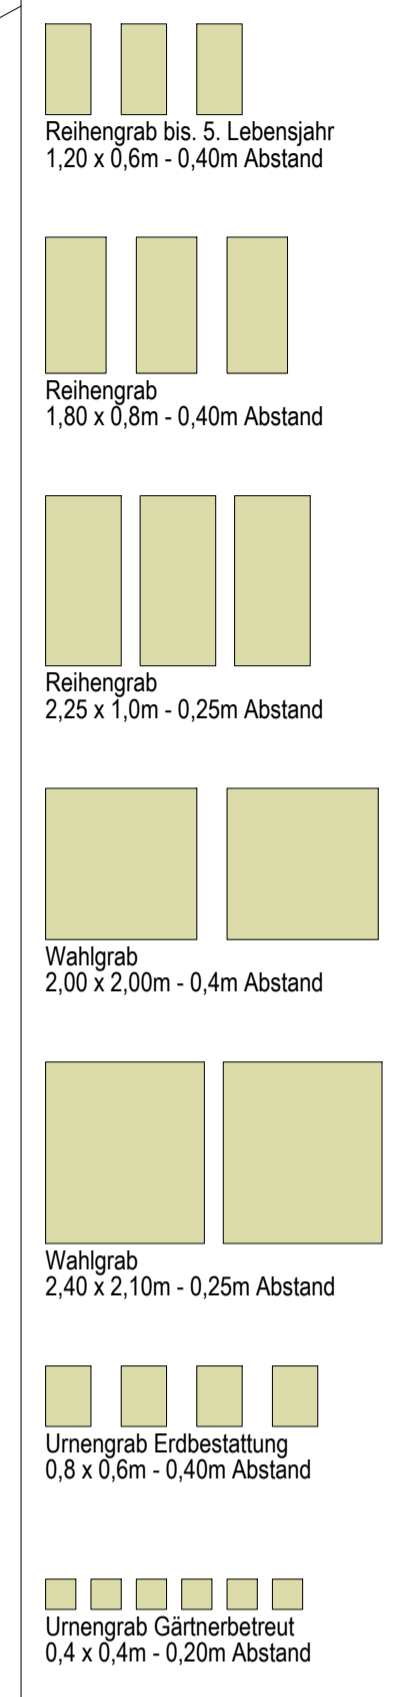 Reihengrab bis. 5. Lebensjahr
1,20 x 0,6m - 0,40m Abstand
Reihengrab
1,80 x 0,8m - 0,40m Abstand
Reihengrab
2,25 x 1,0m - 0,25m Abstand
Wahlgrab
2,00 x 2,00m - 0,4m Abstand
Wahlgrab
2,40 x 2,10m - 0,25m Abstand
Urnengrab Erdbestattung
0,8 x 0,6m - 0,40m Abstand
Urnengrab Gärtnerbetreut
0,4 x 0,4m - 0,20m Abstand